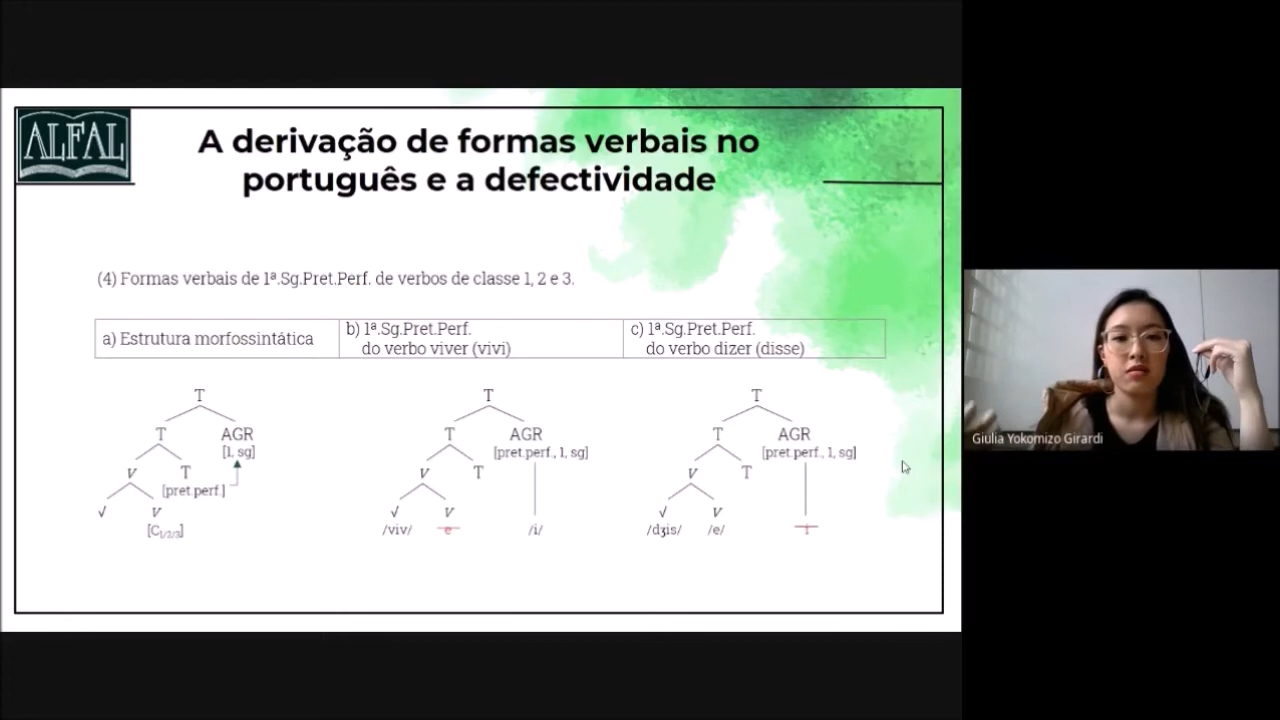 ALFAL
A derivação de formas verbais no
português e a defectividade
(4) Formas verbais de 1ª.Sg.Pret.Perf. de verbos de classe 1, 2 e 3.
a) Estrutura morfossintática
b) 1ª.Sg.Pret.Perf.
do verbo viver (vivi)
c) 1ª.Sg.Pret.Perf.
do verbo dizer (disse)
T
T AGR
[1, sg]
v T
[pret.perf.]
√ v
[C1/2/3]
T
T AGR
[pret.perf., 1, sg]
v T
√ v
/viv/ e /i/
T
T AGR
[pret.perf., 1, sg]
v T
√ v
/dʒis/ /e/ i
Giulia Yokomizo Girardi